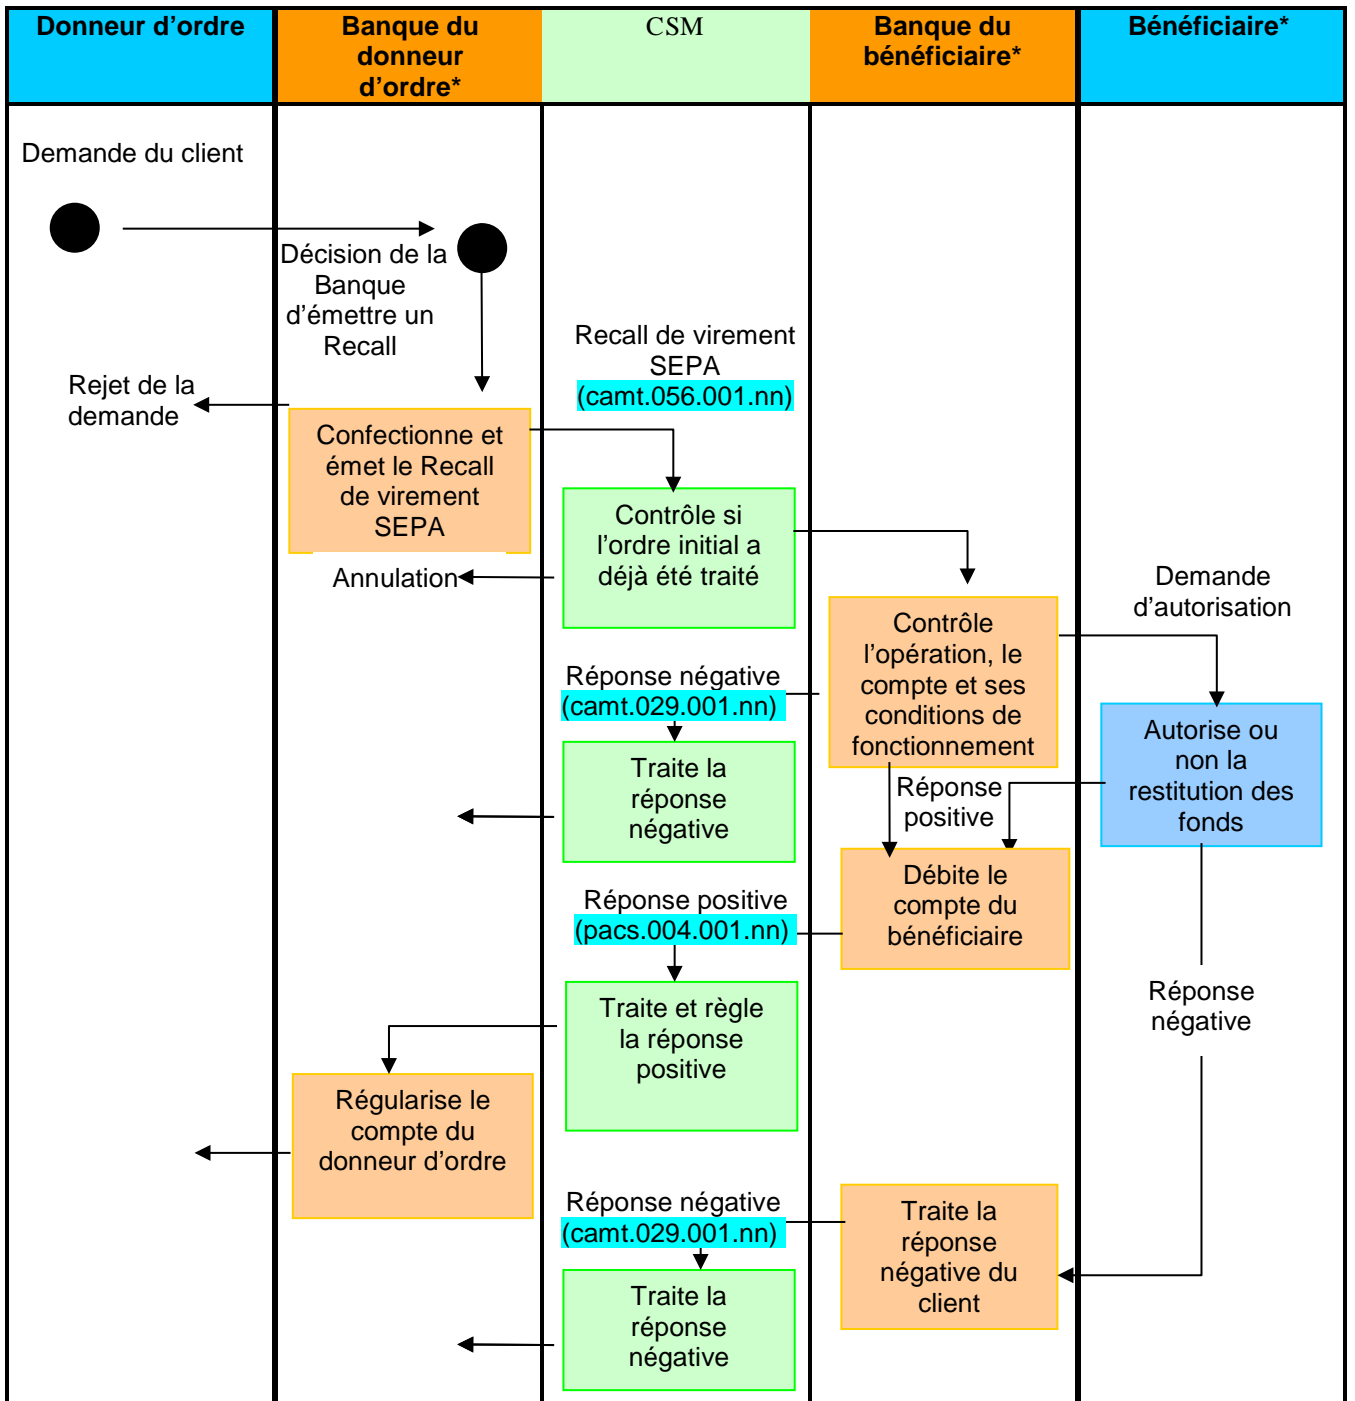 Donneur d'ordre
Banque du
donneur
d'ordre*
CSM
Banque du
bénéficiaire*
Bénéficiaire*
Demande du client
Décision de la
Banque
d'émettre un
Recall
Recall de virement
SEPA
(camt.056.001.nn)
Rejet de la
demande
Confectionne et
émet le Recall
de virement
SEPA
Contrôle si
l'ordre initial a
déjà été traité
Annulation
Demande
d'autorisation
Contrôle
l'opération, le
compte et ses
conditions de
fonctionnement
Réponse négative
(camt.029.001.nn)
Autorise ou
non la
restitution des
fonds
Traite la
réponse
négative
Réponse
positive
Débite le
compte du
bénéficiaire
Réponse positive
(pacs.004.001.nn)
Réponse
négative
Traite et règle
la réponse
positive
Régularise le
compte du
donneur d'ordre
Réponse négative
(camt.029.001.nn)
Traite la
réponse
négative du
client
Traite la
réponse
négative